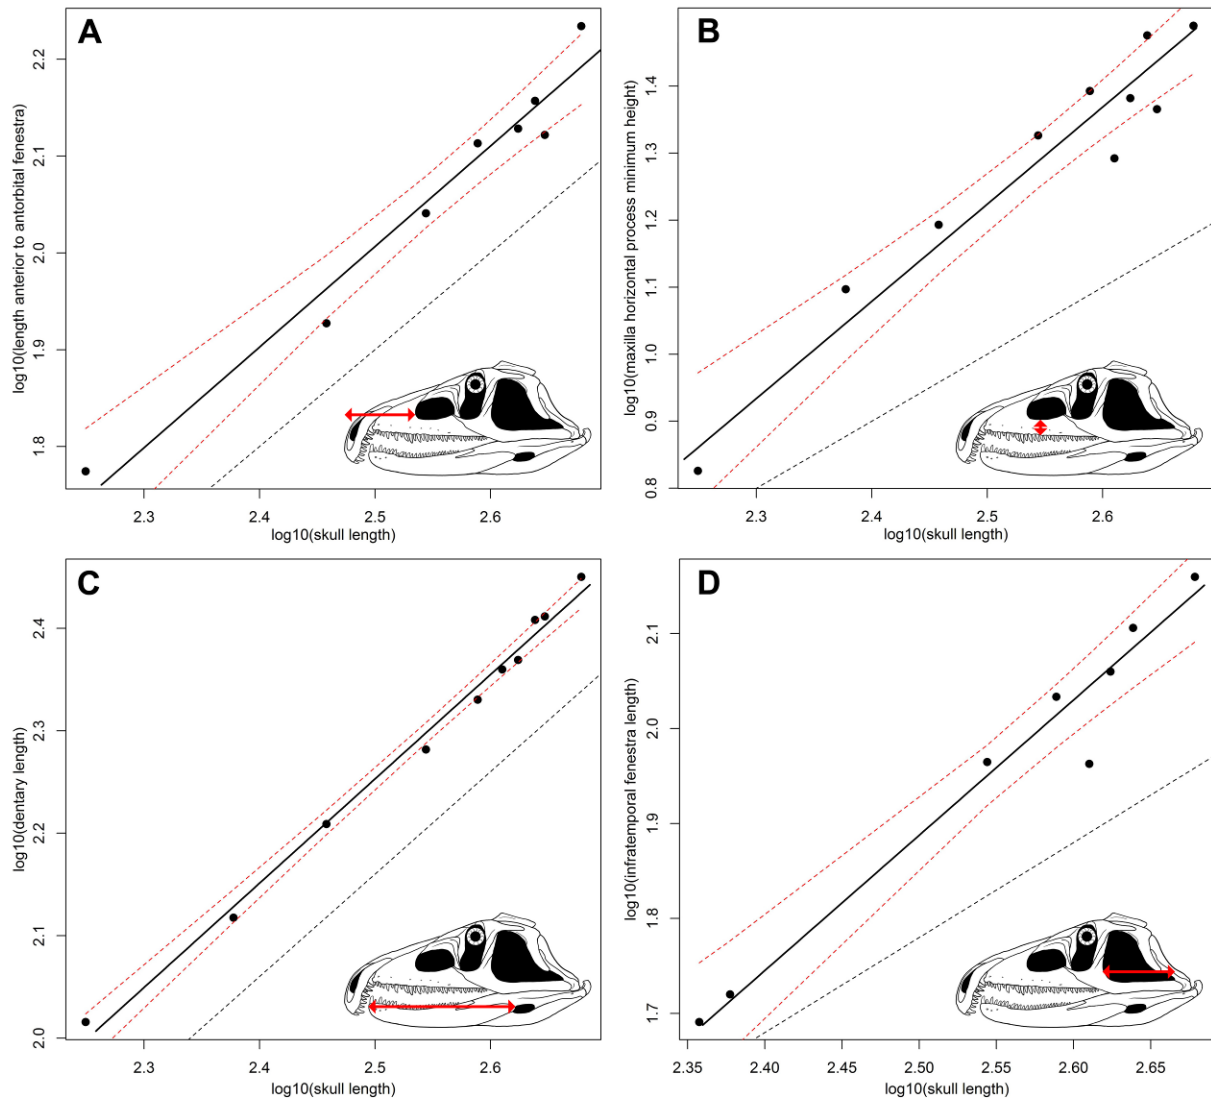 A
log10(length anterior to antorbital fenestra)
2.2
2.1
2.0
1.9
1.8
2.3 2.4 2.5 2.6
log10(skull length)
B
log10(maxilla horizontal process minimum height)
1.4
1.3
1.2
1.1
1.0
0.9
0.8
2.3 2.4 2.5 2.6
log10(skull length)
C
log10(dentary length)
2.4
2.3
2.2
2.1
2.0
2.3 2.4 2.5 2.6
log10(skull length)
D
log10(infratemporal fenestra length)
2.1
2.0
1.9
1.8
1.7
2.35 2.40 2.45 2.50 2.55 2.60 2.65
log10(skull length)